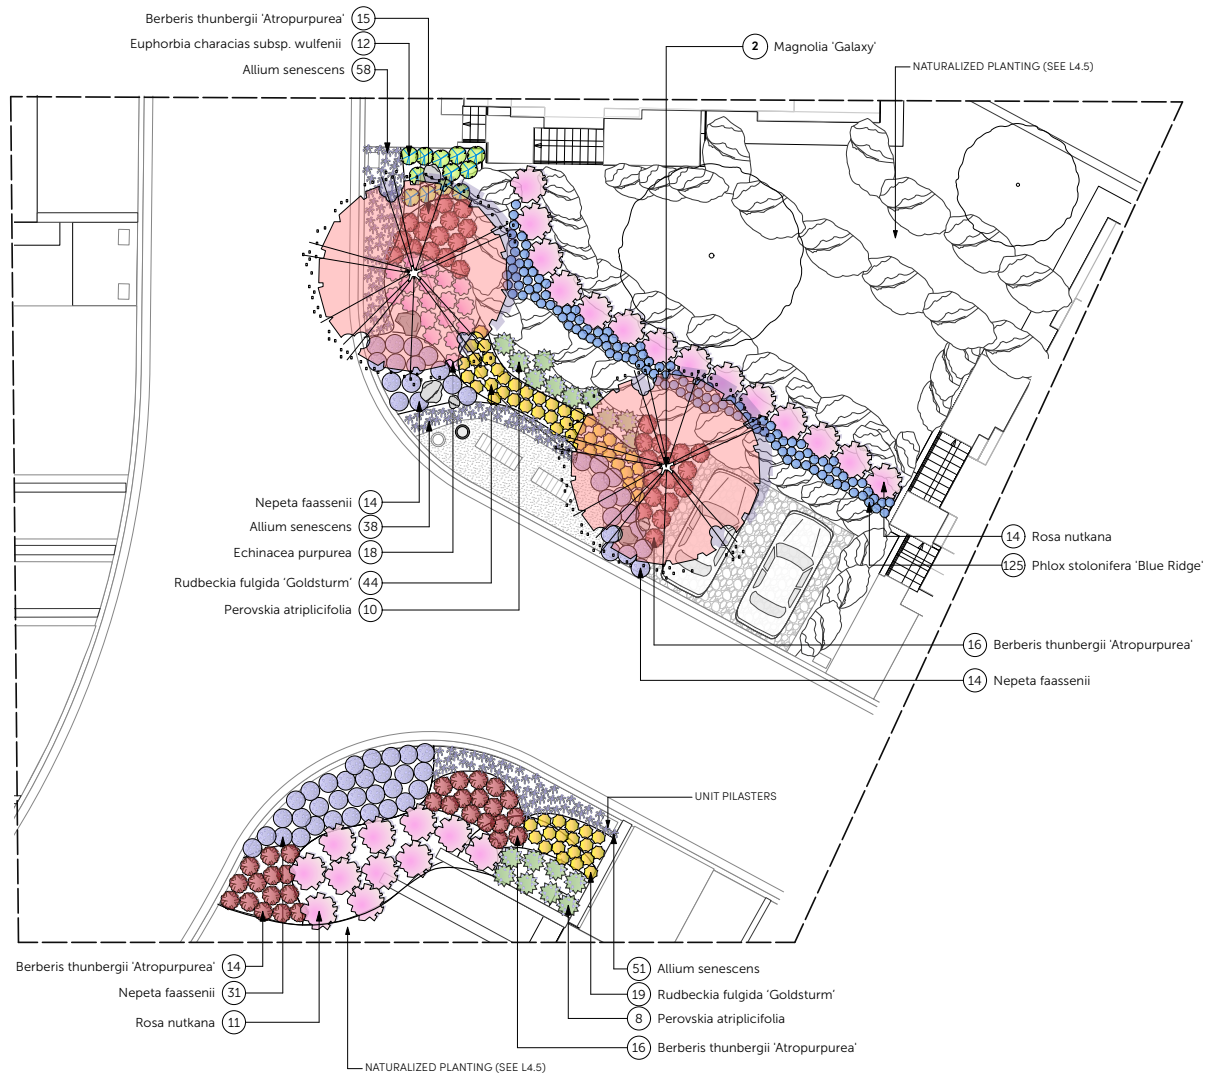 Berberis thunbergii 'Atropurpurea' 15
Euphorbia characias subsp. wulfenii 12
Allium senescens 58
2 Magnolia 'Galaxy'
NATURALIZED PLANTING (SEE L4.5)
Nepeta faassenii 14
Allium senescens 38
Echinacea purpurea 18
Rudbeckia fulgida 'Goldsturm' 44
Perovskia atriplicifolia 10
14 Rosa nutkana
125 Phlox stolonifera 'Blue Ridge'
16 Berberis thunbergii 'Atropurpurea'
14 Nepeta faassenii
UNIT PILASTERS
Berberis thunbergii 'Atropurpurea' 14
Nepeta faassenii 31
Rosa nutkana 11
51 Allium senescens
19 Rudbeckia fulgida 'Goldsturm'
8 Perovskia atriplicifolia
16 Berberis thunbergii 'Atropurpurea'
NATURALIZED PLANTING (SEE L4.5)